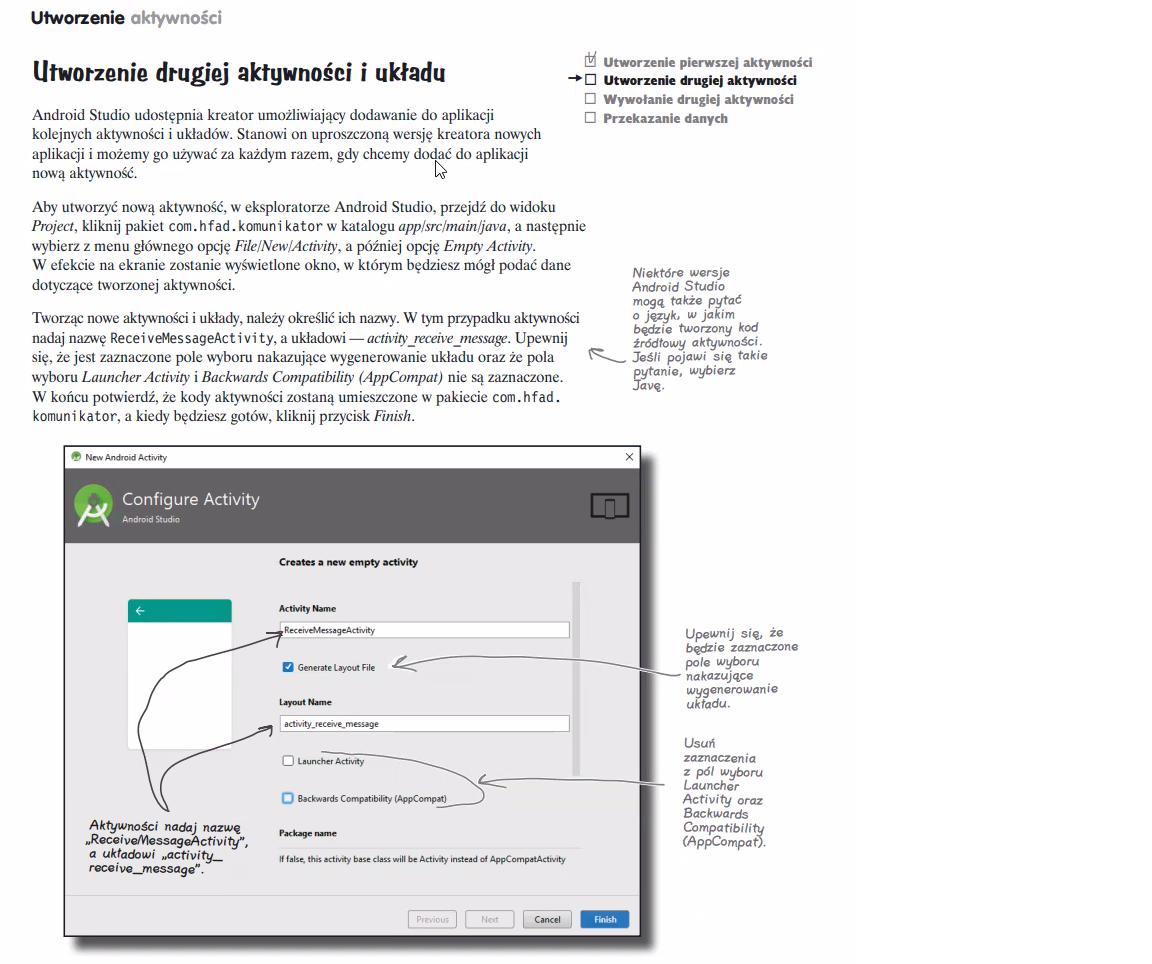 Utworzenie aktywności
Utworzenie drugiej aktywności i układu
Utworzenie pierwszej aktywności
Utworzenie drugiej aktywności
Wywołanie drugiej aktywności
Przekazanie danych
Android Studio udostępnia kreator umożliwiający dodawanie do aplikacji
kolejnych aktywności i układów. Stanowi on uproszczoną wersję kreatora nowych
aplikacji i możemy go używać za każdym razem, gdy chcemy dodać do aplikacji
nową aktywność.
Aby utworzyć nową aktywność, w eksploratorze Android Studio, przejdź do widoku
Project, kliknij pakiet com.hfad.komunikator w katalogu app/src/main/java, a następnie
wybierz z menu głównego opcję File/New/Activity, a później opcję Empty Activity.
W efekcie na ekranie zostanie wyświetlone okno, w którym będziesz mógł podać dane
dotyczące tworzonej aktywności.
Tworząc nowe aktywności i układy, należy określić ich nazwy. W tym przypadku aktywności
nadaj nazwę ReceiveMessageActivity, a układowi — activity_receive_message. Upewnij
się, że jest zaznaczone pole wyboru nakazujące wygenerowanie układu oraz że pola
wyboru Launcher Activity i Backwards Compatibility (AppCompat) nie są zaznaczone.
W końcu potwierdź, że kody aktywności zostaną umieszczone w pakiecie com.hfad.
komunikator, a kiedy będziesz gotów, kliknij przycisk Finish.
Niektóre wersje
Android Studio
mogą także pytać
o język, w jakim
będzie tworzony kod
źródłowy aktywności.
Jeśli pojawi się takie
pytanie, wybierz
Javę.
New Android Activity
Configure Activity
Android Studio
Creates a new empty activity
Activity Name
ReceiveMessageActivity
Generate Layout File
Layout Name
activity_receive_message
Launcher Activity
Backwards Compatibility (AppCompat)
Package name
If false, this activity base class will be Activity instead of AppCompatActivity
Previous
Next
Cancel
Finish
Aktywności nadaj nazwę
„ReceiveMessageActivity”,
a układowi „activity_
receive_message”.
Upewnij się, że
będzie zaznaczone
pole wyboru
nakazujące
wygenerowanie
układu.
Usuń
zaznaczenia
z pól wyboru
Launcher
Activity oraz
Backwards
Compatibility
(AppCompat).